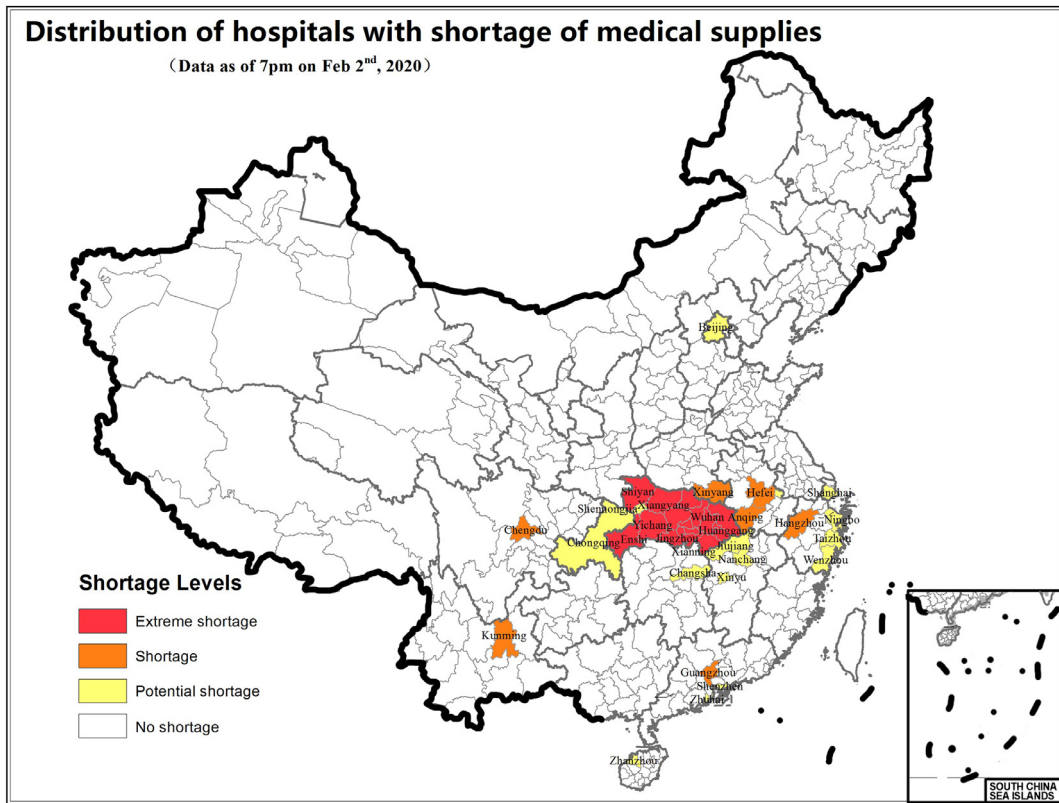 Distribution of hospitals with shortage of medical supplies
（Data as of 7pm on Feb 2nd, 2020）
Beijing
Shiyan
Xinyang
Hefei
Shanghai
Xiangyang
Shennongjia
Wuhan
Anqing
Ningbo
Hangzhou
Yichang
Chengdu
Huanggang
Enshi
Jingzhou
Taizhou
Chongqing
Xianning
Jiujiang
Nanchang
Wenzhou
Changsha
Xinyu
Kunming
Guangzhou
Shenzhen
Zhuhai
Zhanzhou
Shortage Levels
Extreme shortage
Shortage
Potential shortage
No shortage
SOUTH CHINA
SEA ISLANDS